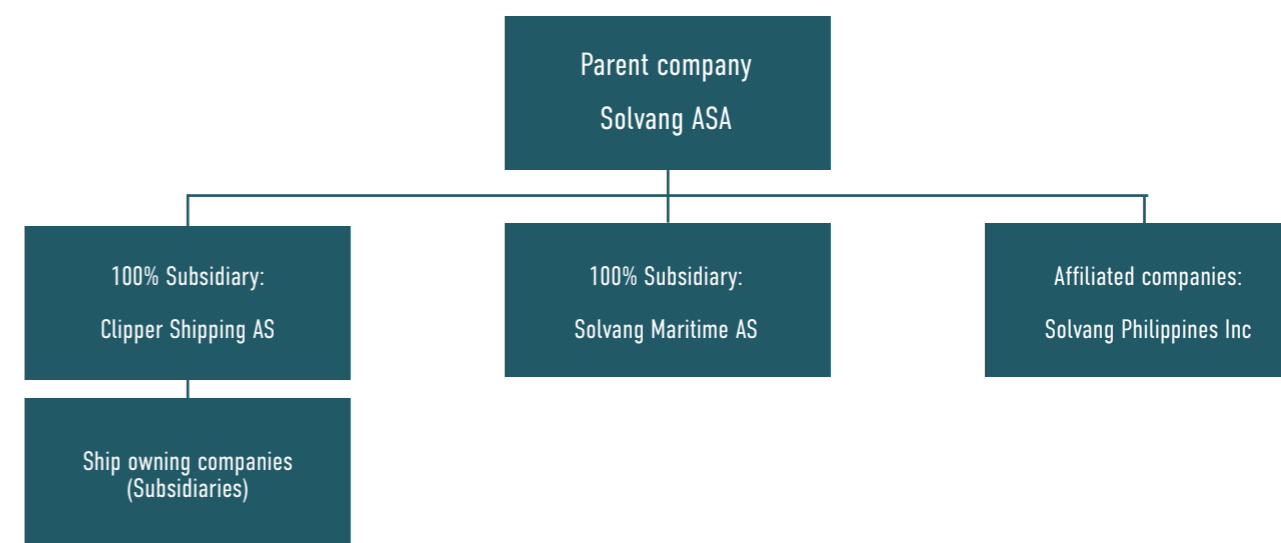 Parent company
Solvang ASA
100% Subsidiary:
Clipper Shipping AS
100% Subsidiary:
Solvang Maritime AS
Affiliated companies:
Solvang Philippines Inc
Ship owning companies
(Subsidiaries)